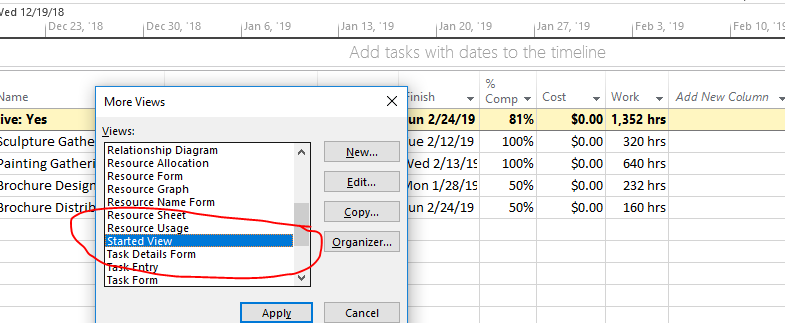 Wed 12/19/18
Dec 23, '18 Dec 30, '18 Jan 6, '19 Jan 13, '19 Jan 20, '19 Jan 27, '19 Feb 3, '19 Feb 10, '19
Add tasks with dates to the timeline
Name Finish % Comp Cost Work Add New Column
ive: Yes un 2/24/19 81% $0.00 1,352 hrs
Sculpture Gathe ue 2/12/19 100% $0.00 320 hrs
Painting Gatheri Wed 2/13/19 100% $0.00 640 hrs
Brochure Design Mon 1/28/19 50% $0.00 232 hrs
Brochure Distrib un 2/24/19 50% $0.00 160 hrs
More Views
Views:
Relationship Diagram
Resource Allocation
Resource Form
Resource Graph
Resource Name Form
Resource Sheet
Resource Usage
Started View
Task Details Form
Task Entry
Task Form
New...
Edit...
Copy...
Organizer...
Apply Cancel